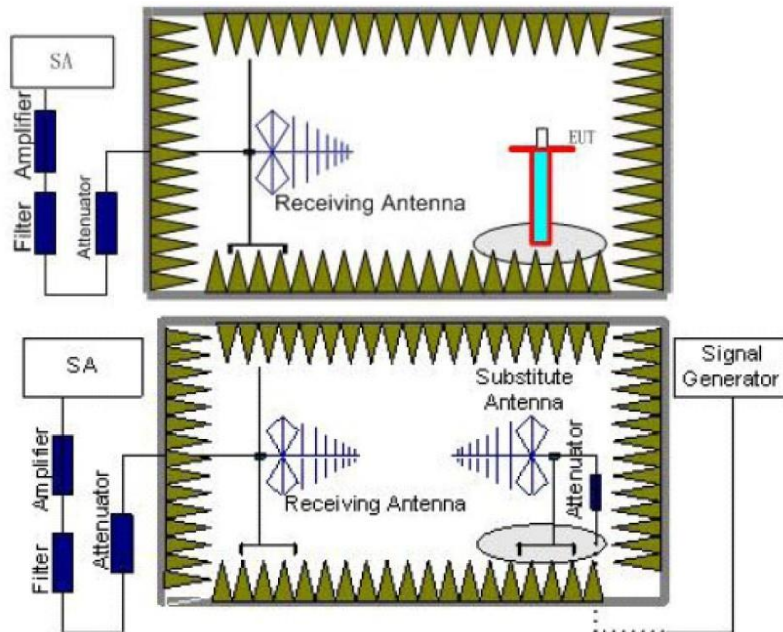 SA
Amplifier
Filter
Attenuator
Receiving Antenna
EUT
SA
Amplifier
Filter
Attenuator
Receiving Antenna
Substitute
Antenna
Attenuator
Signal
Generator